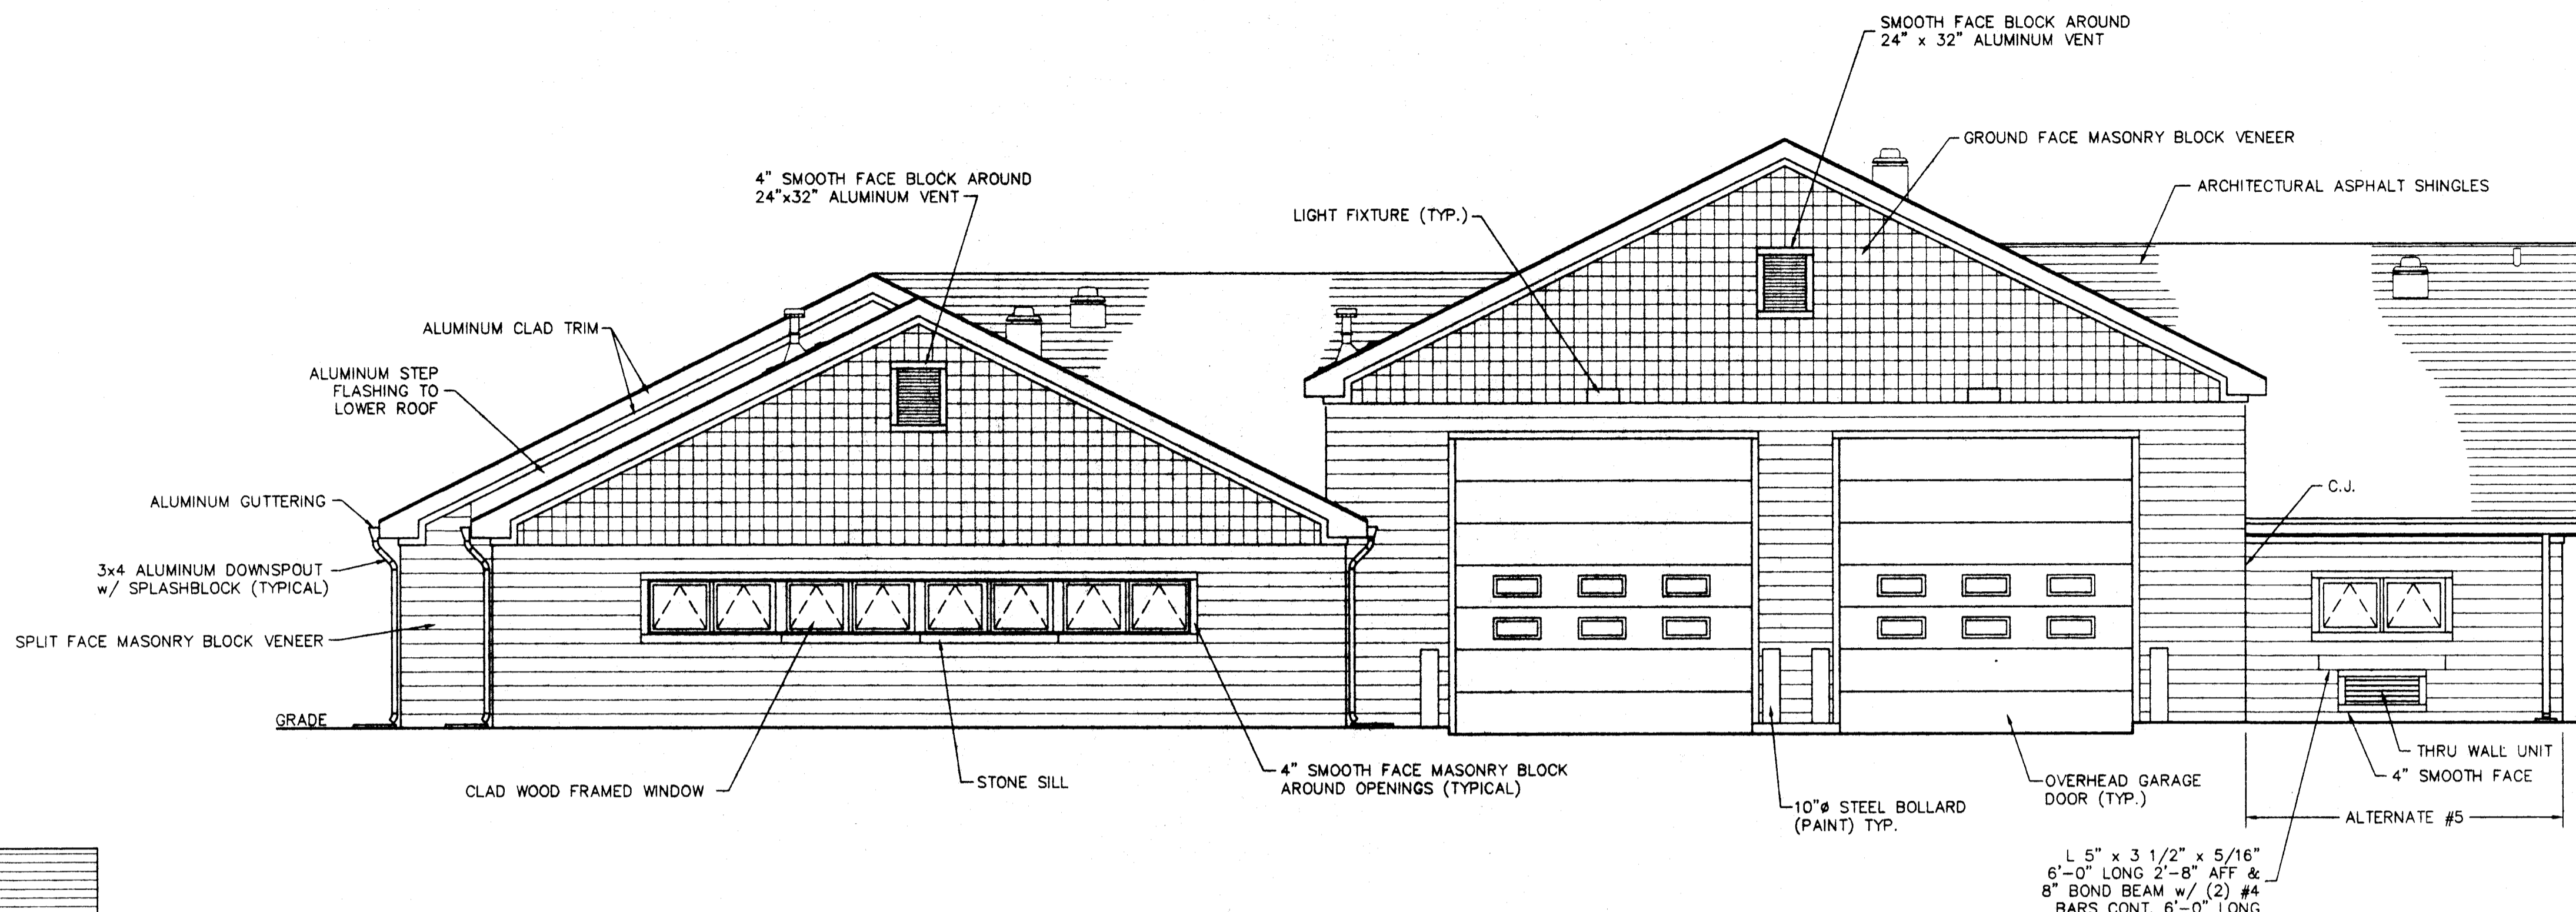 SMOOTH FACE BLOCK AROUND
24" x 32" ALUMINUM VENT
GROUND FACE MASONRY BLOCK VENEER
4" SMOOTH FACE BLOCK AROUND
24"x32" ALUMINUM VENT
ARCHITECTURAL ASPHALT SHINGLES
LIGHT FIXTURE (TYP.)
ALUMINUM CLAD TRIM
ALUMINUM STEP
FLASHING TO
LOWER ROOF
ALUMINUM GUTTERING
C.J.
3x4 ALUMINUM DOWNSPOUT
w/ SPLASHBLOCK (TYPICAL)
SPLIT FACE MASONRY BLOCK VENEER
GRADE
CLAD WOOD FRAMED WINDOW
STONE SILL
4" SMOOTH FACE MASONRY BLOCK
AROUND OPENINGS (TYPICAL)
10"ø STEEL BOLLARD
(PAINT) TYP.
OVERHEAD GARAGE
DOOR (TYP.)
THRU WALL UNIT
4" SMOOTH FACE
ALTERNATE #5
L 5" x 3 1/2" x 5/16"
6'-0" LONG 2'-8" AFF &
8" BOND BEAM w/ (2) #4
BARS CONT. 6'-0" LONG